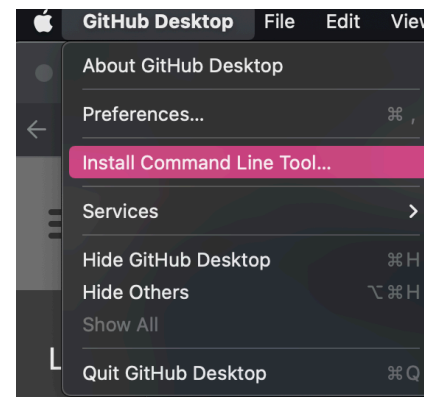 GitHub Desktop File Edit
About GitHub Desktop
Preferences... ⌘ ,
Install Command Line Tool...
Services >
Hide GitHub Desktop ⌘ H
Hide Others ⌥ ⌘ H
Show All
L
Quit GitHub Desktop ⌘ Q